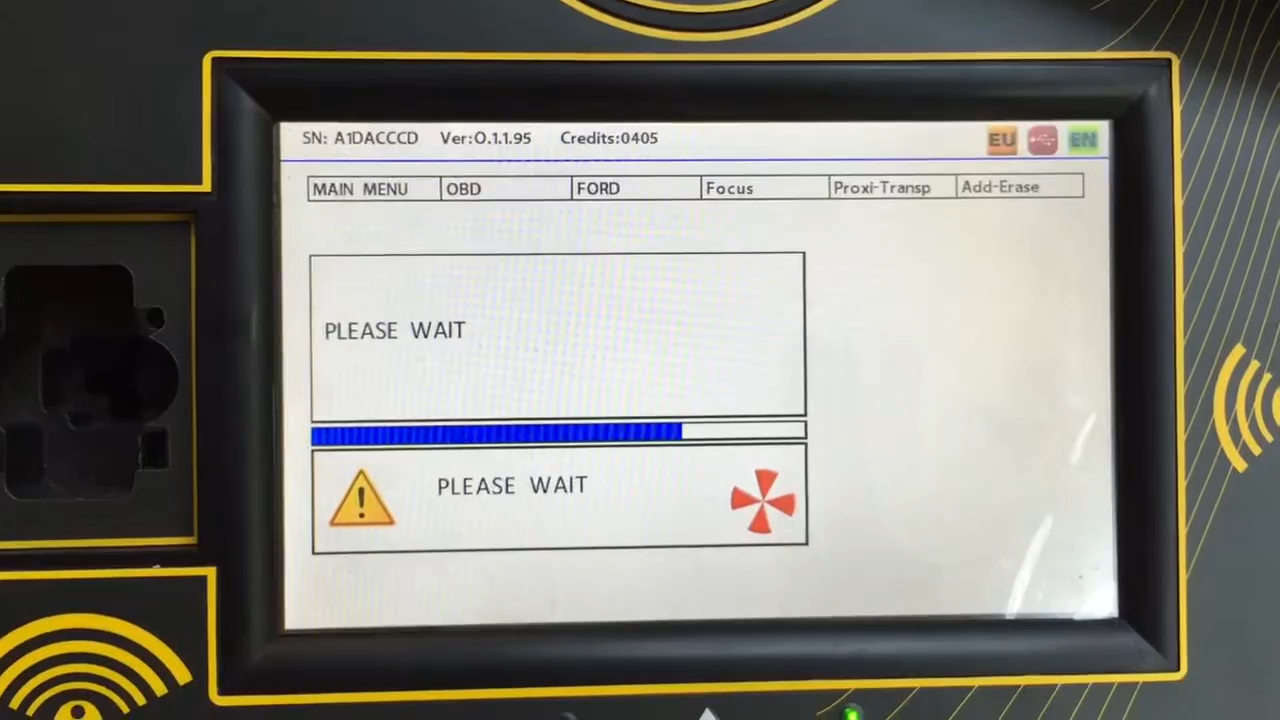 SN: A1DACCCD Ver:O.1.1.95 Credits:0405 EU EN
MAIN MENU OBD FORD Focus Proxi-Transp Add-Erase
PLEASE WAIT
PLEASE WAIT